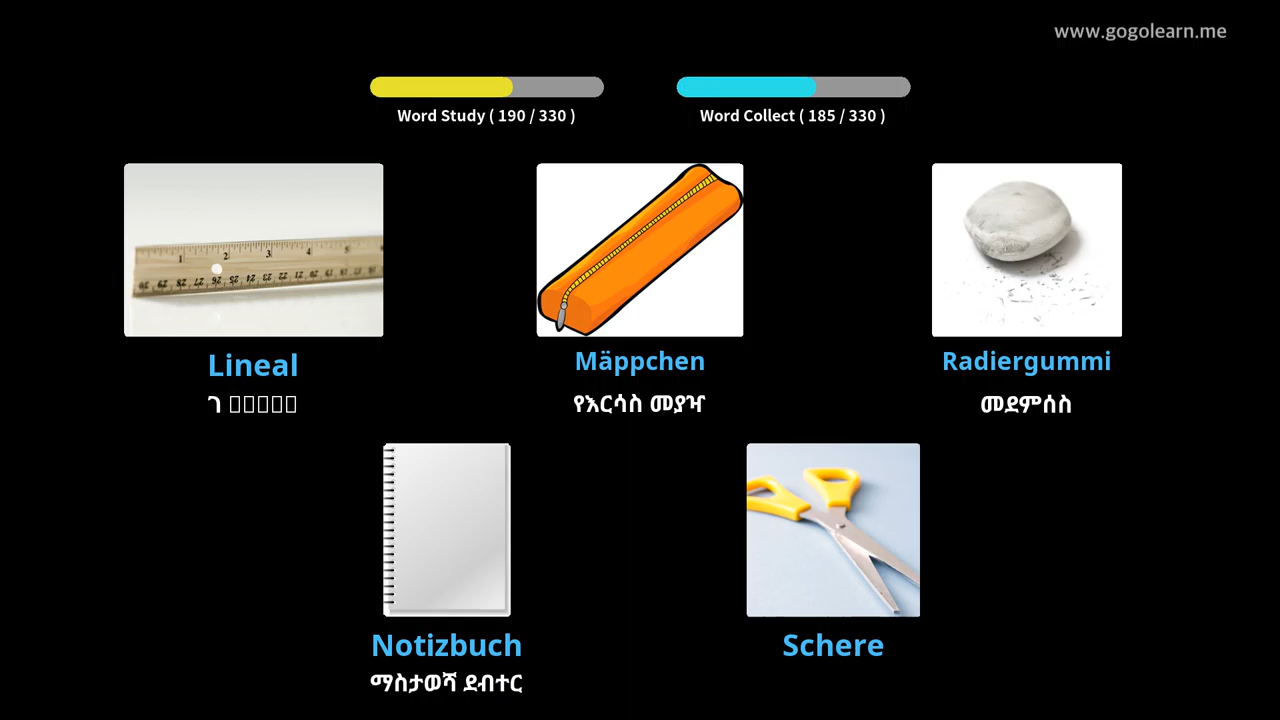 www.gogolearn.me
Word Study ( 190 / 330 )
Word Collect ( 185 / 330 )
Lineal
Mäppchen
Radiergummi
ገ
የእርሳስ መያዣ
መደምሰስ
Notizbuch
Schere
ማስታወሻ ደብተር